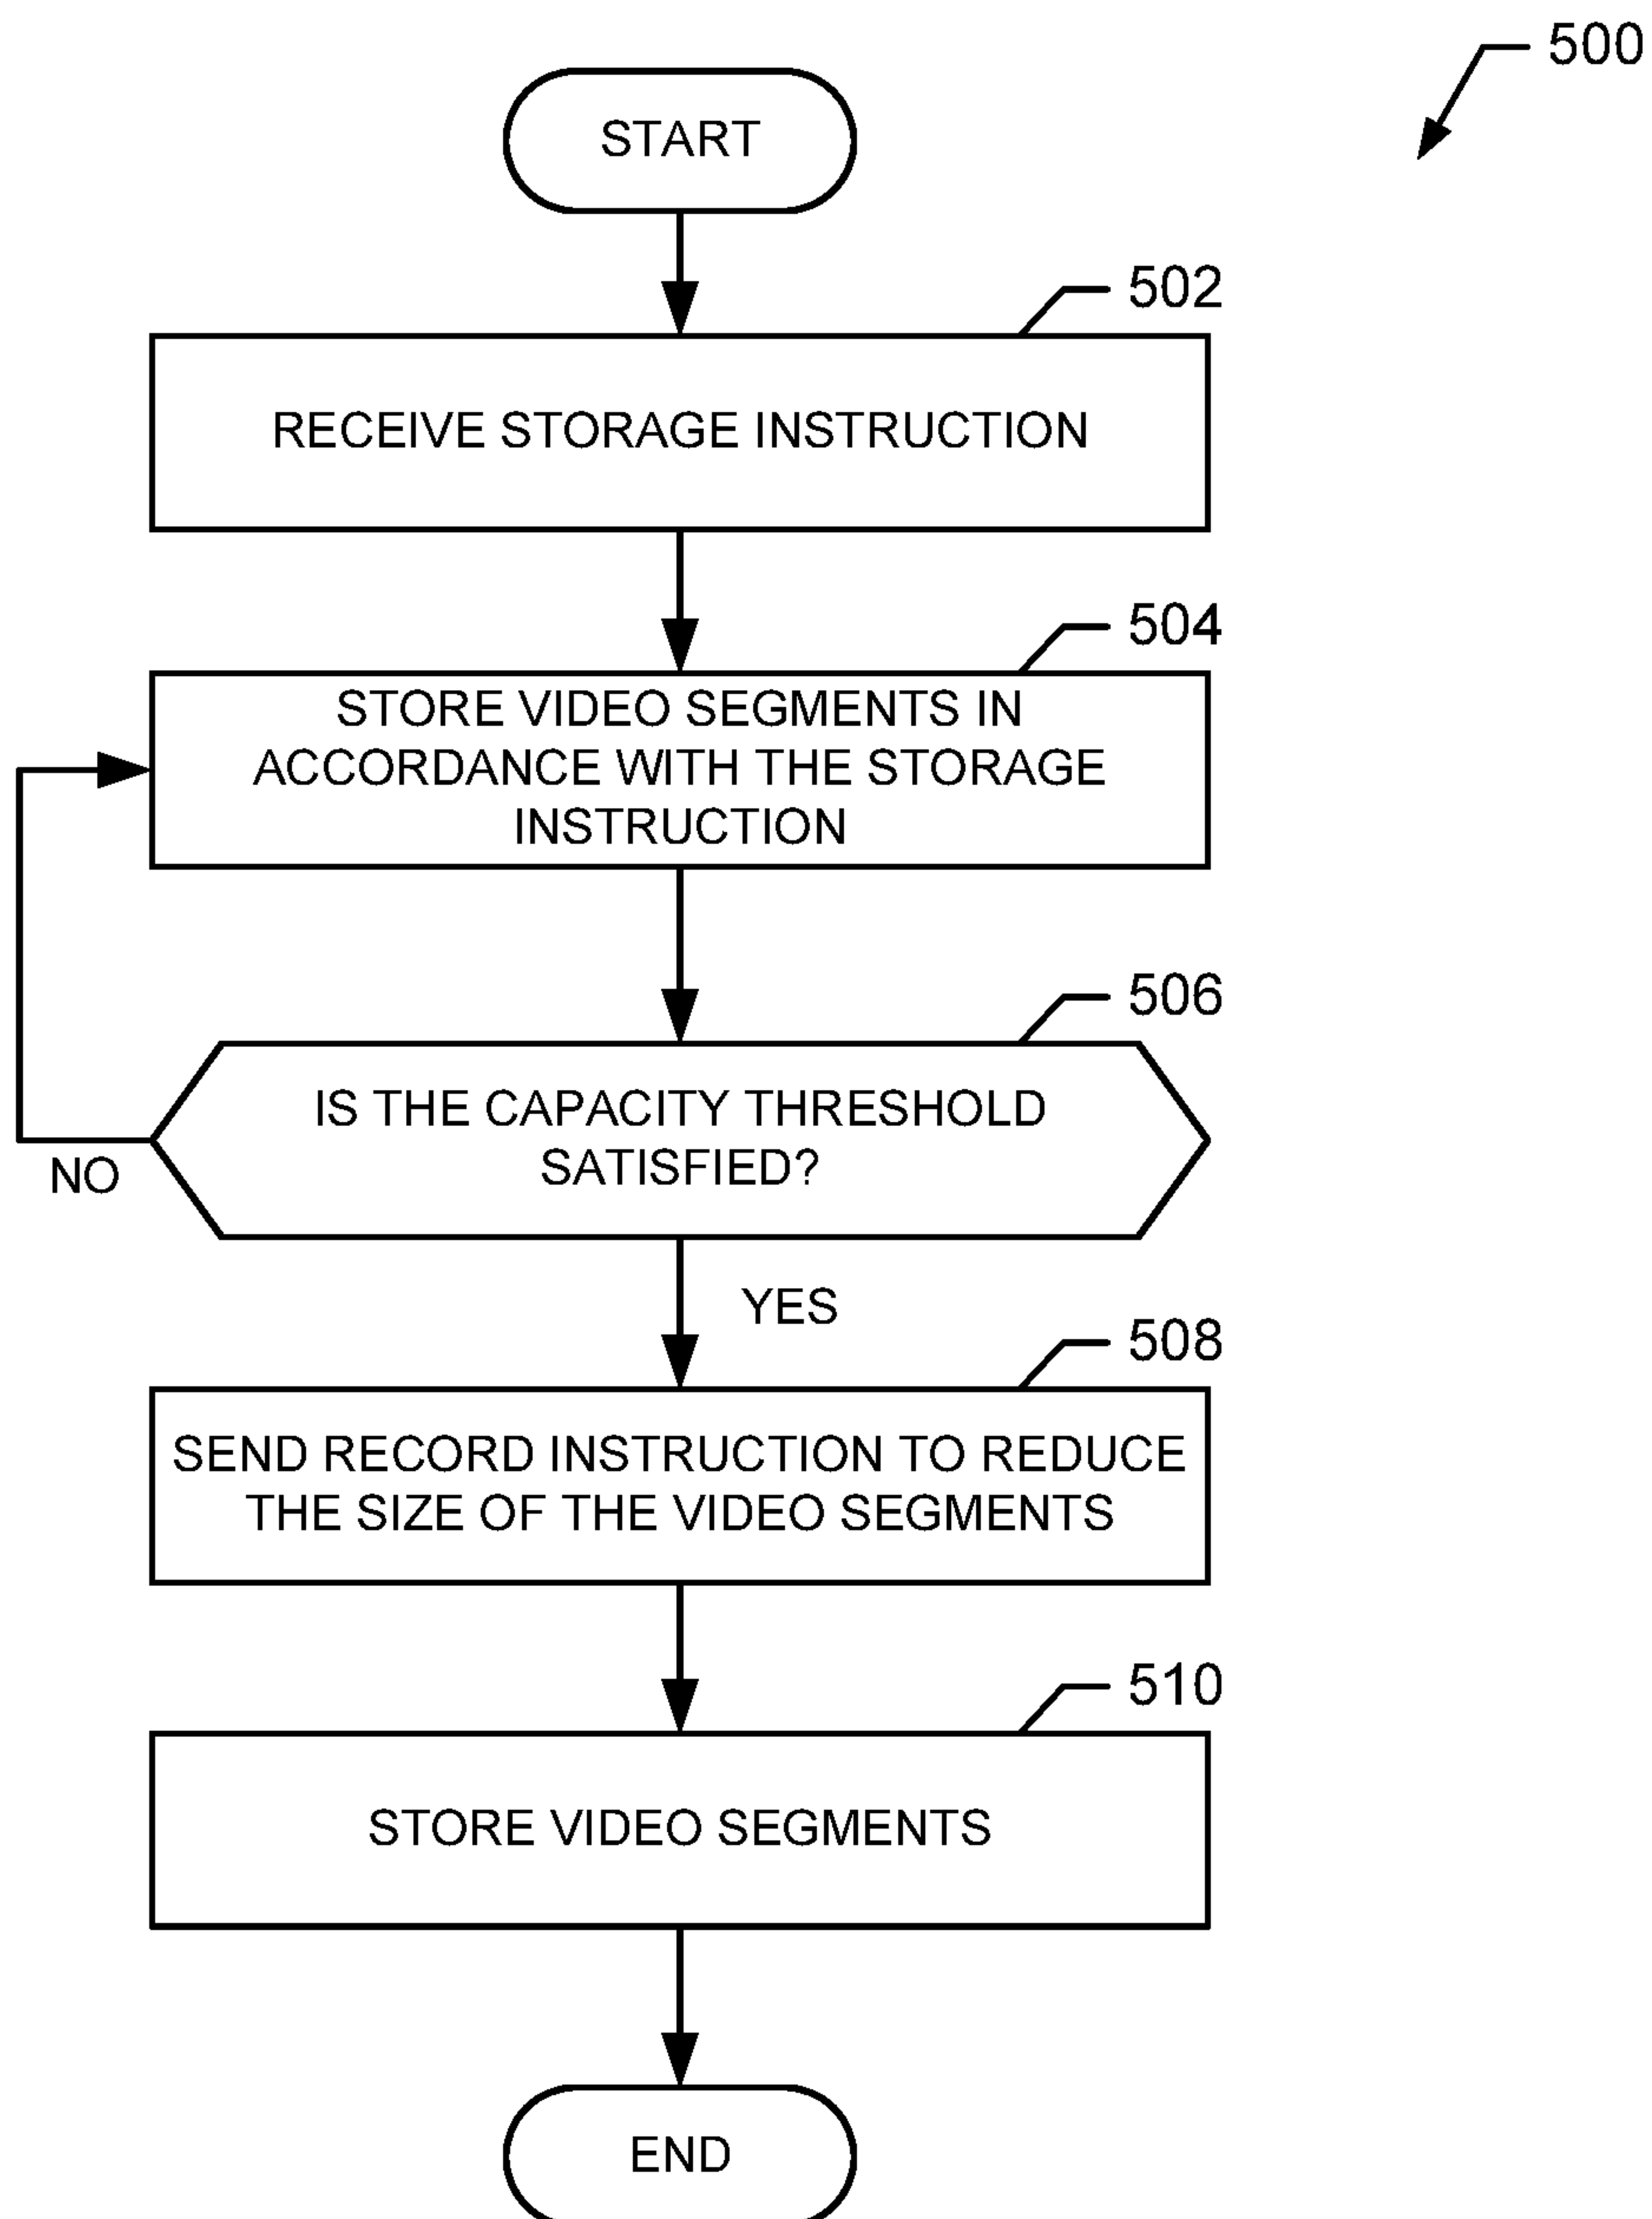 500
START
502
RECEIVE STORAGE INSTRUCTION
504
STORE VIDEO SEGMENTS IN
ACCORDANCE WITH THE STORAGE
INSTRUCTION
506
IS THE CAPACITY THRESHOLD
SATISFIED?
NO
YES
508
SEND RECORD INSTRUCTION TO REDUCE
THE SIZE OF THE VIDEO SEGMENTS
510
STORE VIDEO SEGMENTS
END